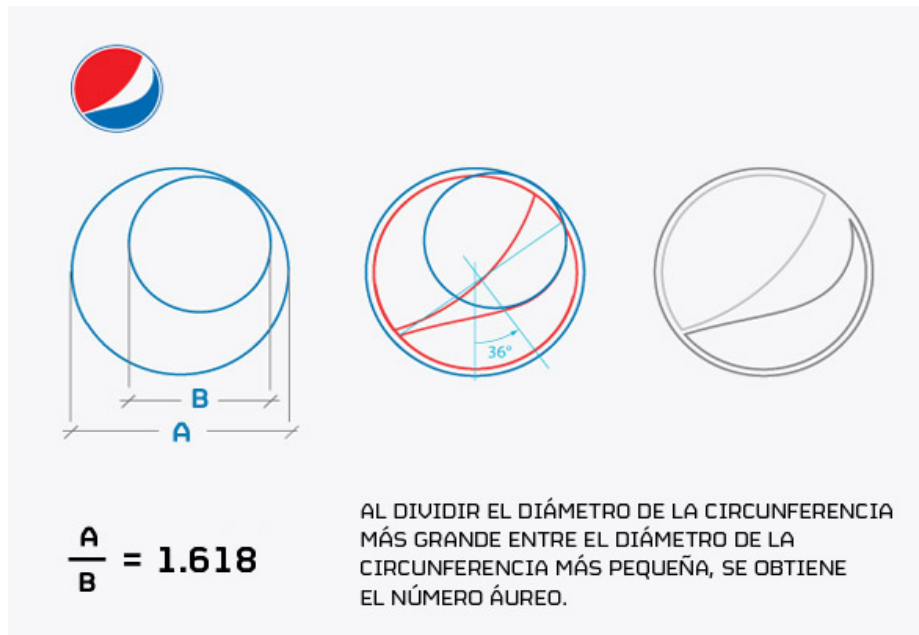 B
A
36°
A
B
= 1.618
AL DIVIDIR EL DIÁMETRO DE LA CIRCUNFERENCIA
MÁS GRANDE ENTRE EL DIÁMETRO DE LA
CIRCUNFERENCIA MÁS PEQUEÑA, SE OBTIENE
EL NÚMERO ÁUREO.